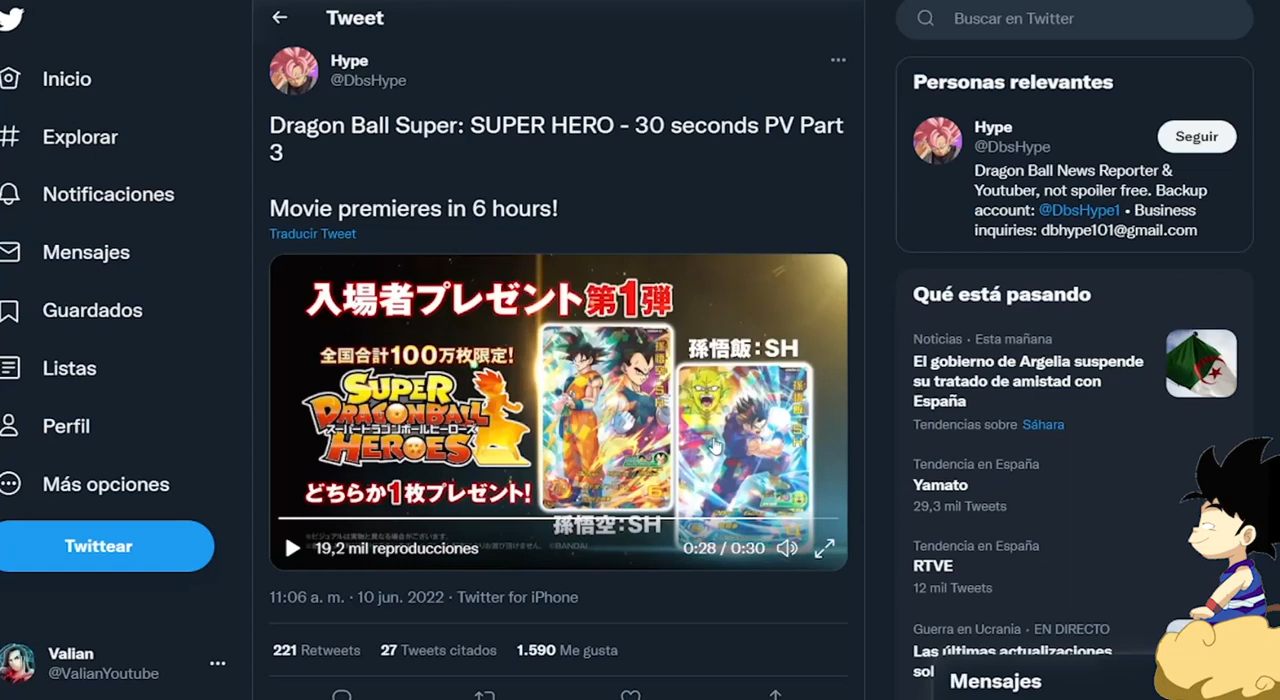 Tweet
Hype
@DbsHype
Dragon Ball Super: SUPER HERO - 30 seconds PV Part
3
Movie premieres in 6 hours!
Traducir Tweet
入場者プレゼント第1弾
全国合計100万枚限定!
SUPER
DRAGONBALL
スーパードラゴンボールヒーローズ
HEROES
どちらか1枚プレゼント!
孫悟飯:SH
孫悟空:SH
19,2 mil reproducciones
0:28 / 0:30
11:06 a. m. · 10 jun. 2022 · Twitter for iPhone
221 Retweets 27 Tweets citados 1.590 Me gusta
Inicio
Explorar
Notificaciones
Mensajes
Guardados
Listas
Perfil
Más opciones
Twittear
Valian
@ValianYoutube
Buscar en Twitter
Personas relevantes
Hype
@DbsHype
Seguir
Dragon Ball News Reporter &
Youtuber, not spoiler free. Backup
account: @DbsHype1 • Business
inquiries: dbhype101@gmail.com
Qué está pasando
Noticias · Esta mañana
El gobierno de Argelia suspende
su tratado de amistad con
España
Tendencias sobre Sáhara
Tendencia en España
Yamato
29,3 mil Tweets
Tendencia en España
RTVE
12 mil Tweets
Guerra en Ucrania · EN DIRECTO
Las últimas actualizaciones
Mensajes